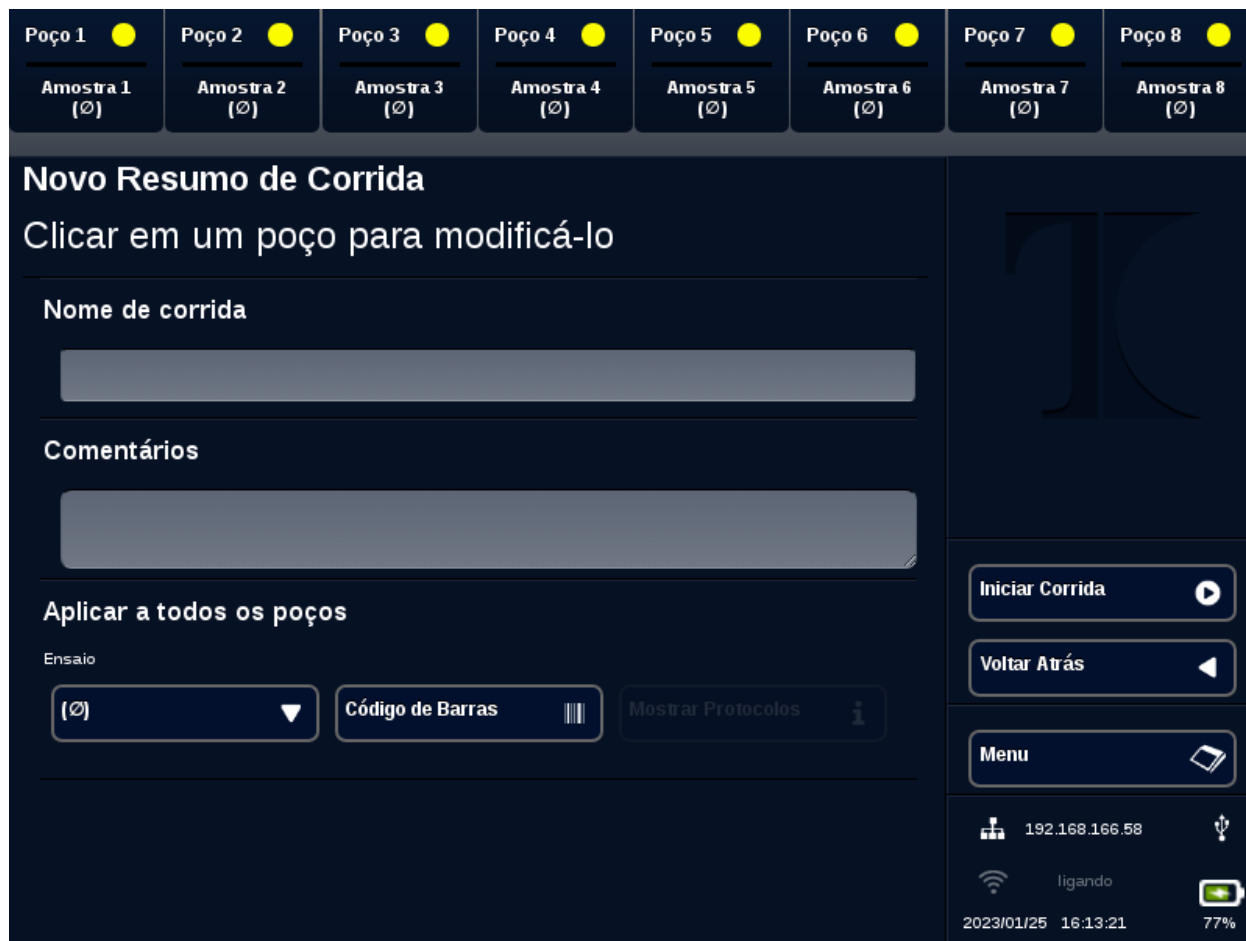 Poço 1 Poço 2 Poço 3 Poço 4 Poço 5 Poço 6 Poço 7 Poço 8
Amostra 1 Amostra 2 Amostra 3 Amostra 4 Amostra 5 Amostra 6 Amostra 7 Amostra 8
(∅) (∅) (∅) (∅) (∅) (∅) (∅) (∅)
Novo Resumo de Corrida
Clicar em um poço para modificá-lo
Nome de corrida
Comentários
Aplicar a todos os poços
Ensaio
(∅) Código de Barras Mostrar Protocolos
Iniciar Corrida
Voltar Atrás
Menu
192.168.166.58
ligando
2023/01/25 16:13:21 77%